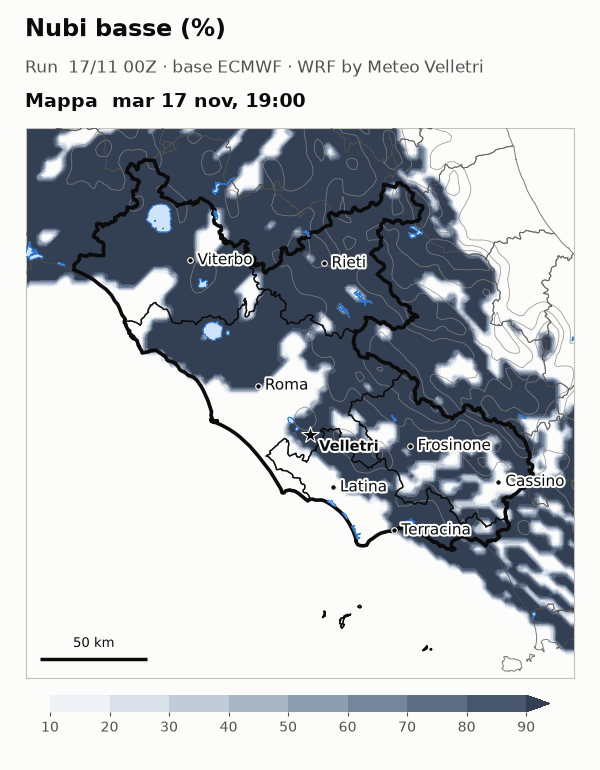 Nubi basse (%)
Run 17/11 00Z · base ECMWF · WRF by Meteo Velletri
Mappa mar 17 nov, 19:00
Viterbo
Rieti
Roma
Velletri
Frosinone
Cassino
Latina
Terracina
50 km
10 20 30 40 50 60 70 80 90